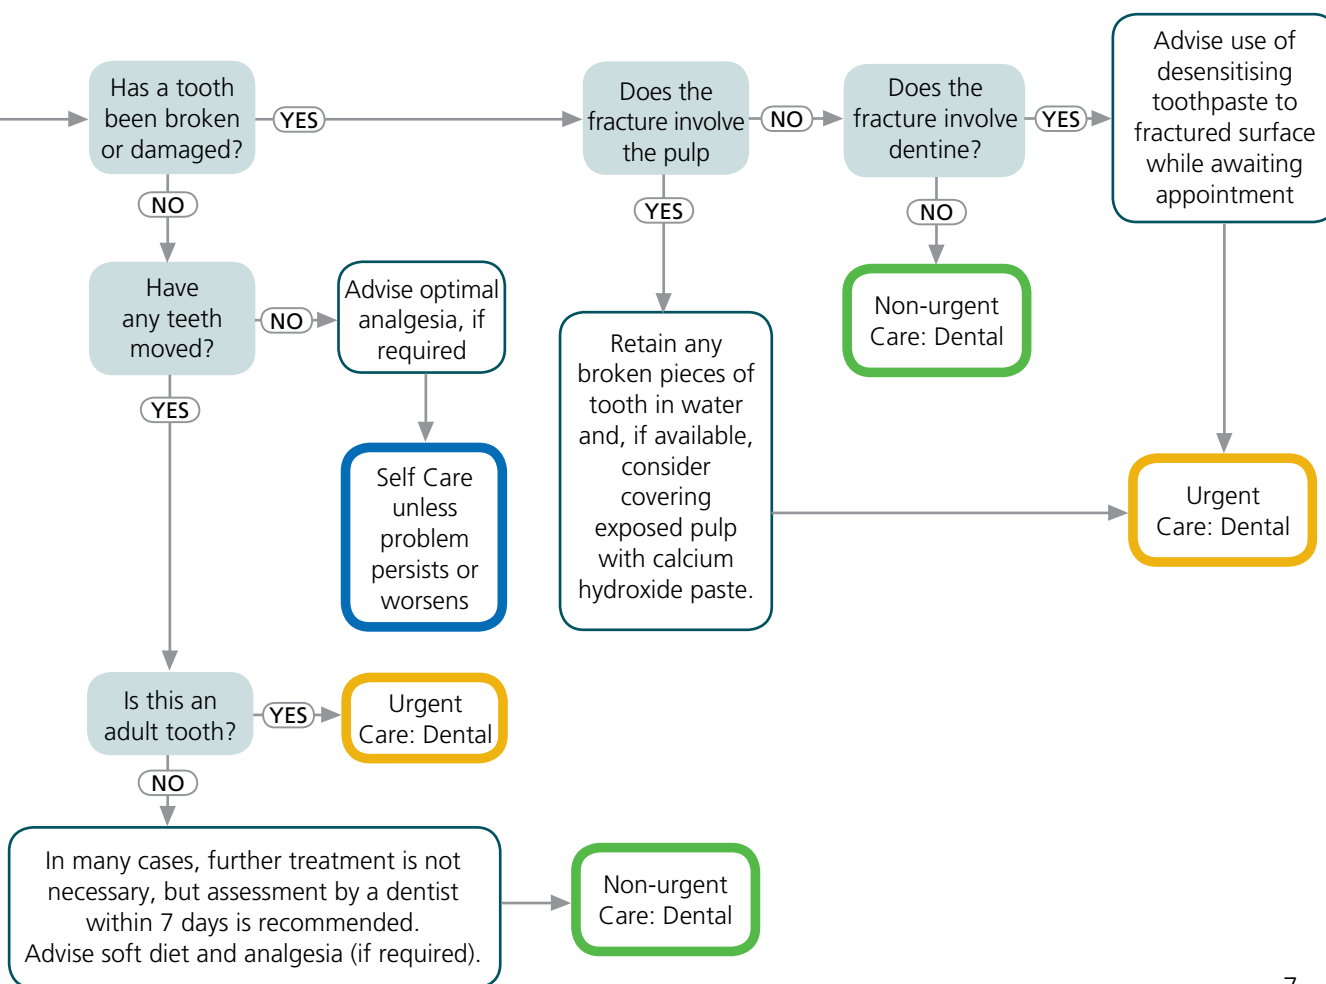 Has a tooth
been broken
or damaged?
YES
Does the
fracture involve
the pulp
NO
Does the
fracture involve
dentine?
YES
Advise use of
desensitising
toothpaste to
fractured surface
while awaiting
appointment
NO
Have
any teeth
moved?
NO
Advise optimal
analgesia, if
required
YES
Self Care
unless
problem
persists or
worsens
YES
Retain any
broken pieces of
tooth in water
and, if available,
consider
covering
exposed pulp
with calcium
hydroxide paste.
NO
Non-urgent
Care: Dental
Urgent
Care: Dental
Is this an
adult tooth?
YES
Urgent
Care: Dental
NO
In many cases, further treatment is not
necessary, but assessment by a dentist
within 7 days is recommended.
Advise soft diet and analgesia (if required).
Non-urgent
Care: Dental